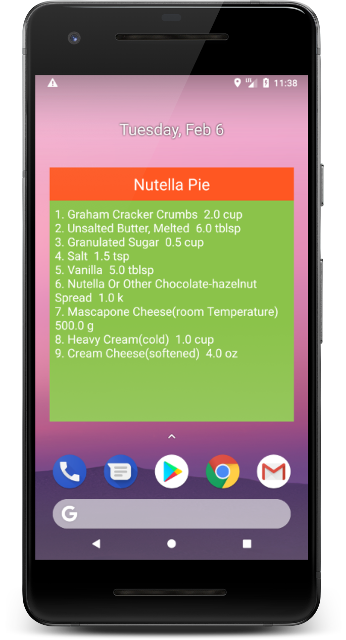 11:38
Tuesday, Feb 6
Nutella Pie
1. Graham Cracker Crumbs 2.0 cup
2. Unsalted Butter, Melted 6.0 tblsp
3. Granulated Sugar 0.5 cup
4. Salt 1.5 tsp
5. Vanilla 5.0 tblsp
6. Nutella Or Other Chocolate-hazelnut
Spread 1.0 k
7. Mascapone Cheese(room Temperature)
500.0 g
8. Heavy Cream(cold) 1.0 cup
9. Cream Cheese(softened) 4.0 oz
G